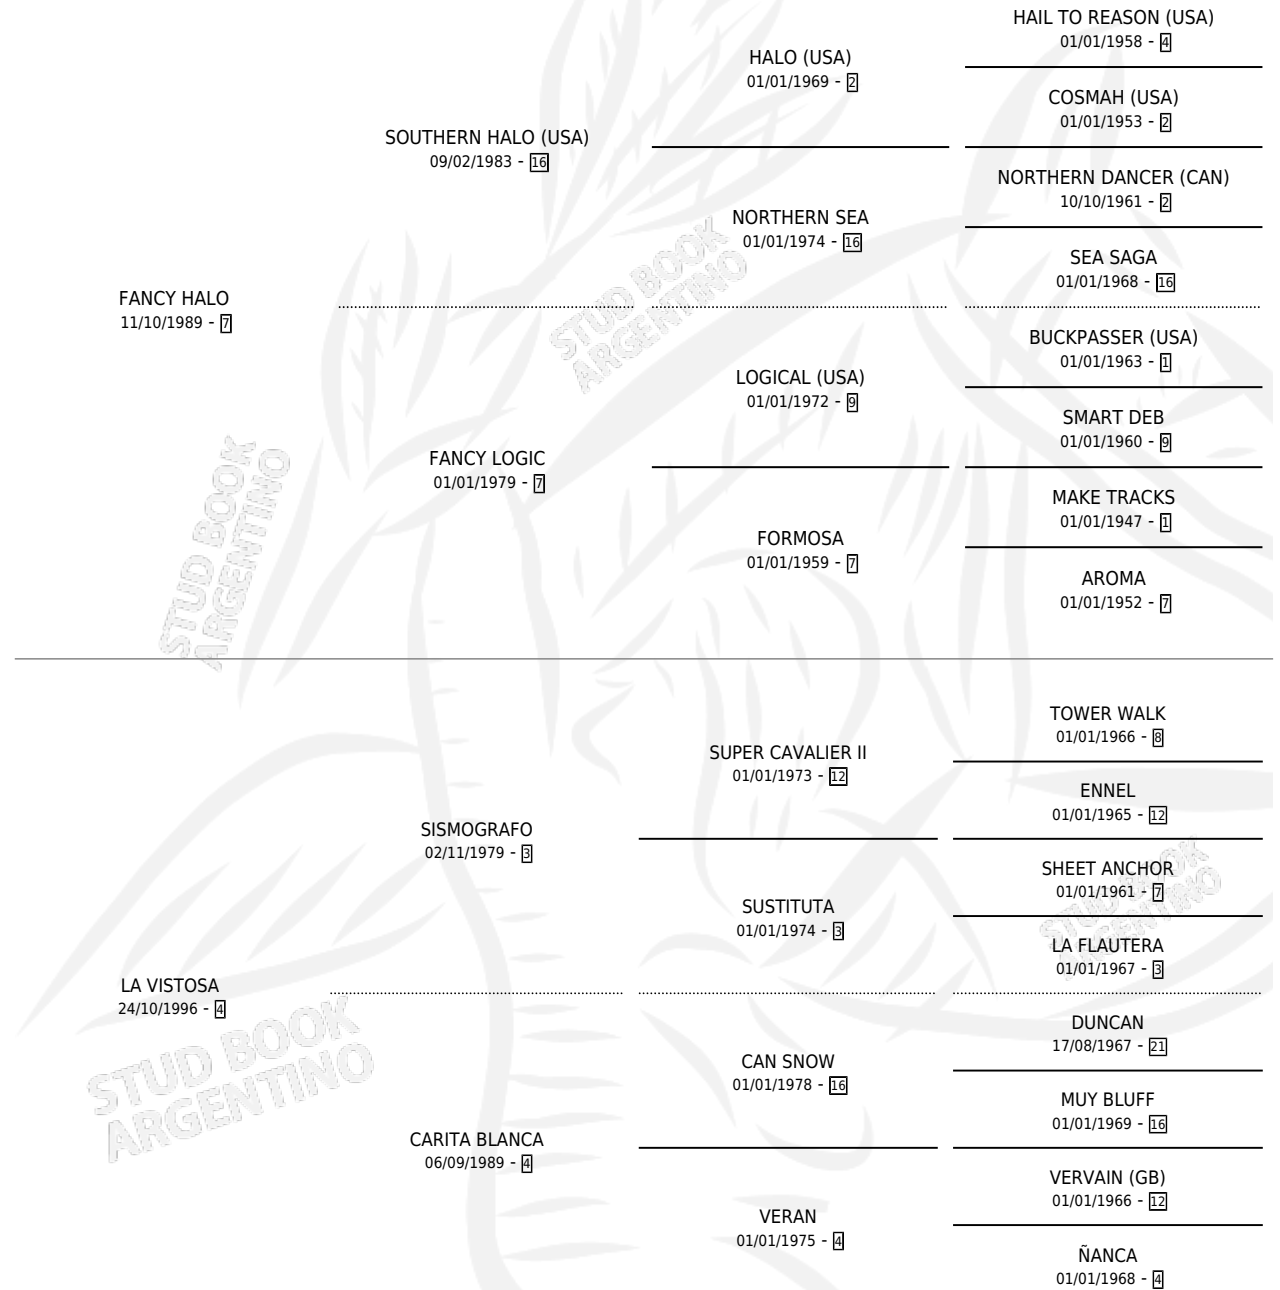 HAIL TO REASON (USA)
01/01/1958 - 4
HALO (USA)
01/01/1969 - 2
COSMAH (USA)
01/01/1953 - 2
SOUTHERN HALO (USA)
09/02/1983 - 16
NORTHERN DANCER (CAN)
10/10/1961 - 2
NORTHERN SEA
01/01/1974 - 16
SEA SAGA
01/01/1968 - 16
FANCY HALO
11/10/1989 - 7
STUD BOOK
ARGENTINO
BUCKPASSER (USA)
01/01/1963 - 1
LOGICAL (USA)
01/01/1972 - 9
SMART DEB
01/01/1960 - 9
FANCY LOGIC
01/01/1979 - 7
MAKE TRACKS
01/01/1947 - 1
FORMOSA
01/01/1959 - 7
AROMA
01/01/1952 - 7
STUD BOOK
ARGENTINO
TOWER WALK
01/01/1966 - 8
SUPER CAVALIER II
01/01/1973 - 12
ENNEL
01/01/1965 - 12
SISMOGRAFO
02/11/1979 - 3
SHEET ANCHOR
01/01/1961 - 7
SUSTITUTA
01/01/1974 - 3
STUD BOOK
ARGENTINO
LA FLAUTERA
01/01/1967 - 3
LA VISTOSA
24/10/1996 - 4
DUNCAN
17/08/1967 - 21
CAN SNOW
01/01/1978 - 16
STUD BOOK
ARGENTINO
MUY BLUFF
01/01/1969 - 16
CARITA BLANCA
06/09/1989 - 4
VERVAIN (GB)
01/01/1966 - 12
VERAN
01/01/1975 - 4
ÑANCA
01/01/1968 - 4